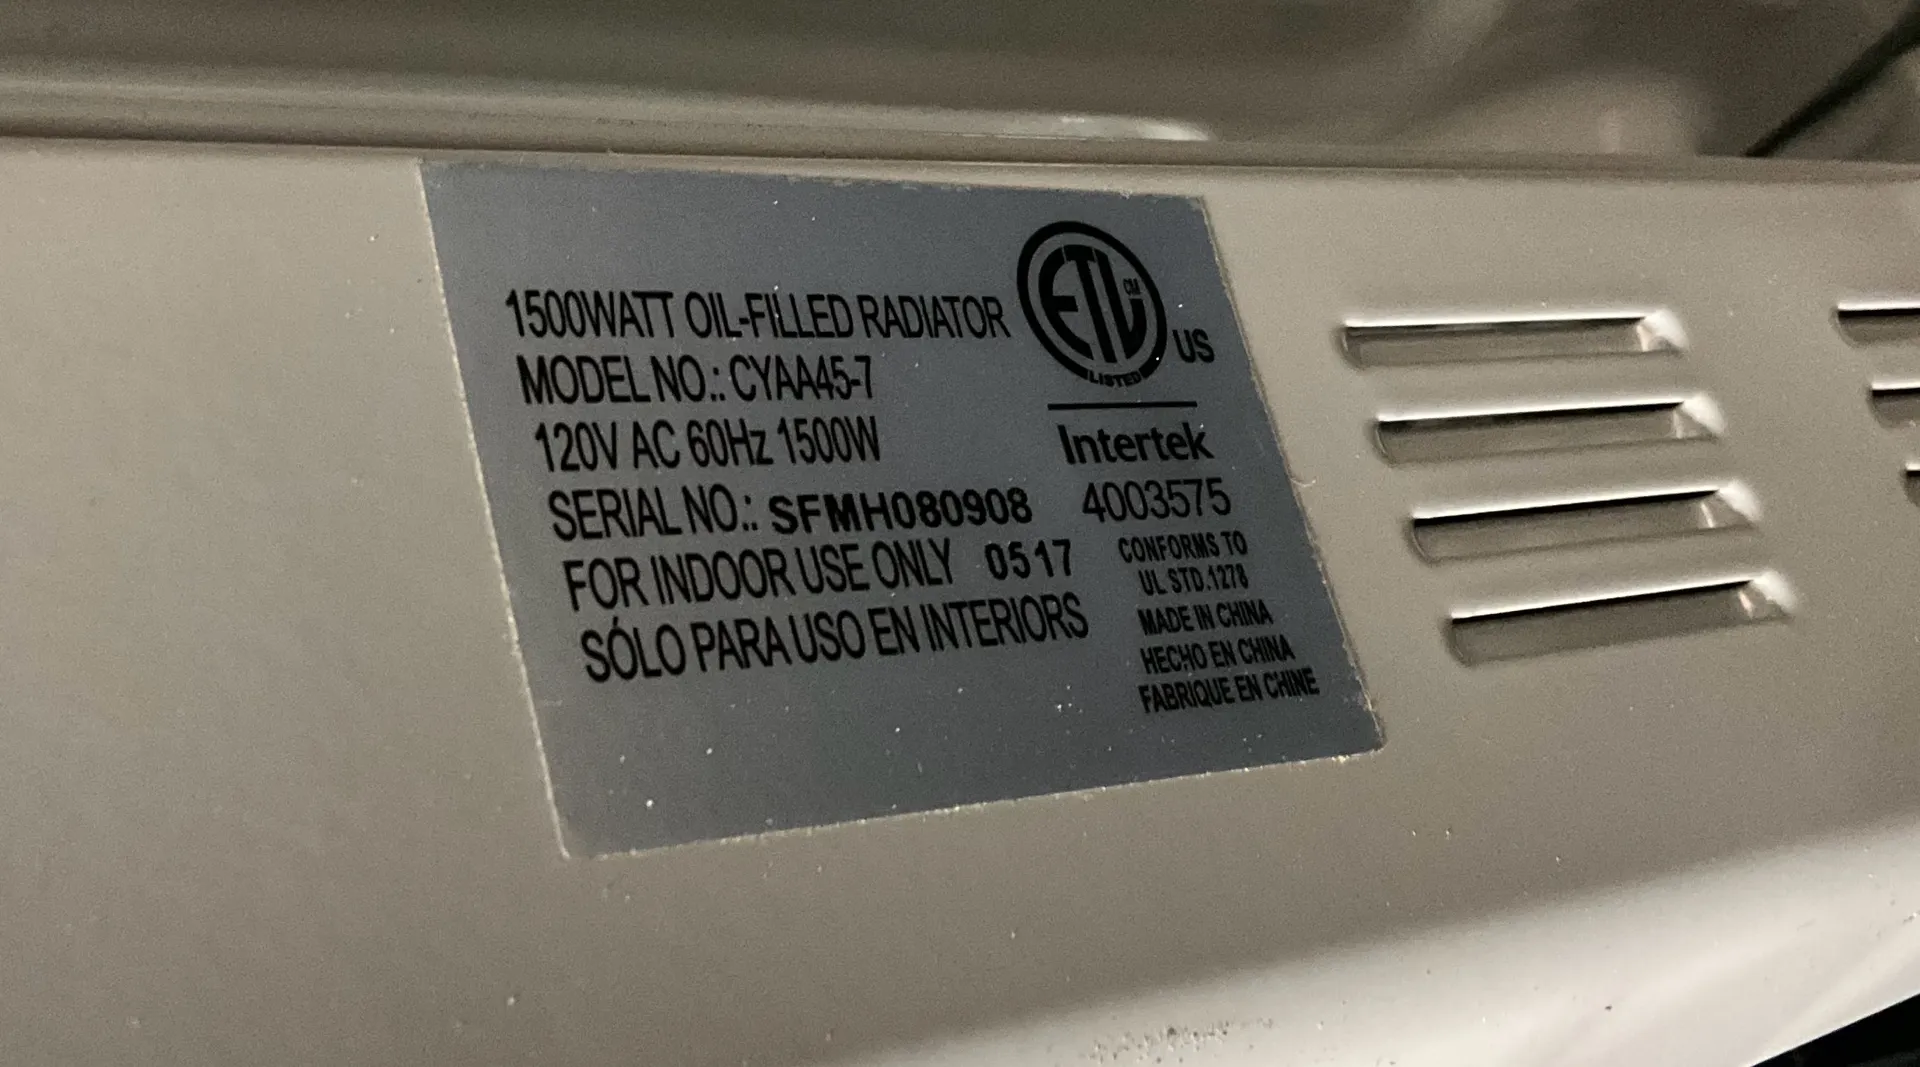 1500WATT OIL-FILLED RADIATOR
MODEL NO.: CYAA45-7
120V AC 60Hz 1500W
SERIAL NO.: SFMH080908
FOR INDOOR USE ONLY 0517
SÓLO PARA USO EN INTERIORS
ETL CM
LISTED
US
Intertek
4003575
CONFORMS TO
UL STD.1278
MADE IN CHINA
HECHO EN CHINA
FABRIQUE EN CHINE